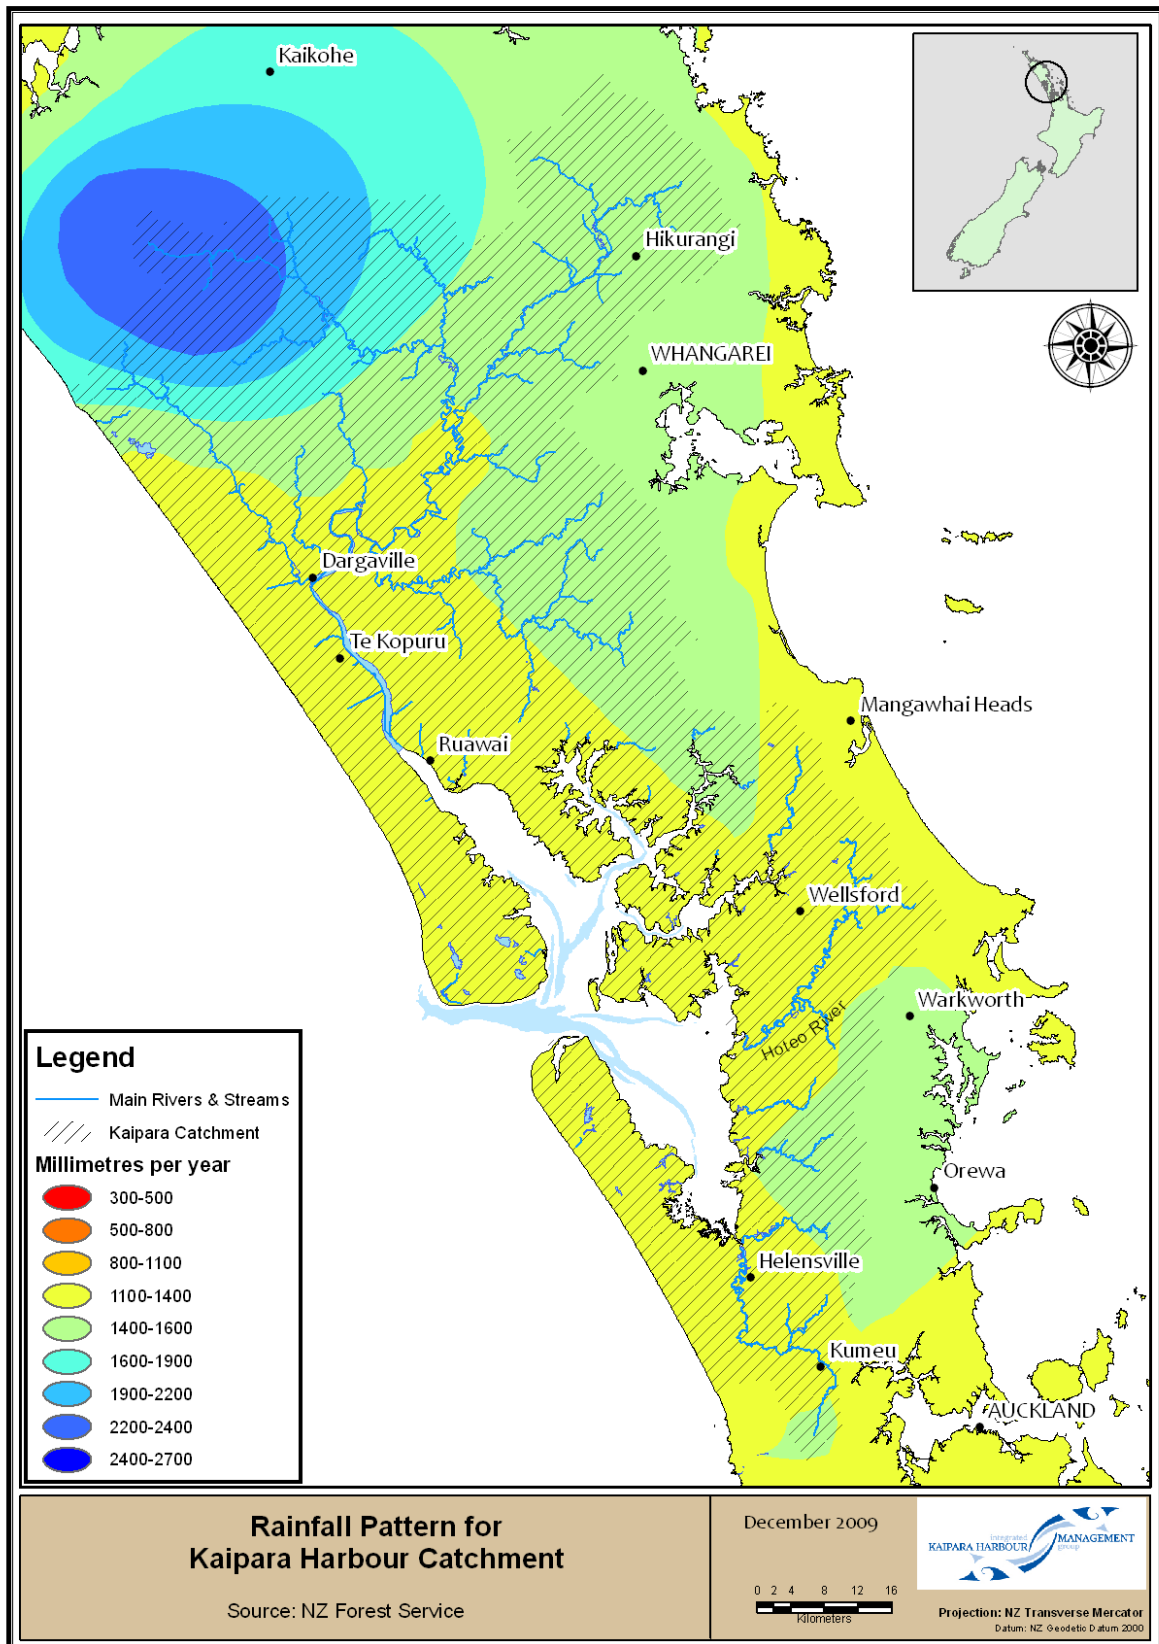 Kaikohe
Hikurangi
WHANGAREI
Dargaville
Te Kopuru
Mangawhai Heads
Ruawai
Wellsford
Warkworth
Hoteo River
Orewa
Helensville
Kumeu
AUCKLAND
Legend
Main Rivers & Streams
Kaipara Catchment
Millimetres per year
300-500
500-800
800-1100
1100-1400
1400-1600
1600-1900
1900-2200
2200-2400
2400-2700
Rainfall Pattern for
Kaipara Harbour Catchment
Source: NZ Forest Service
December 2009
0 2 4 8 12 16
Kilometers
integrated
KAIPARA HARBOUR MANAGEMENT
group
Projection: NZ Transverse Mercator
Datum: NZ Geodetic Datum 2000